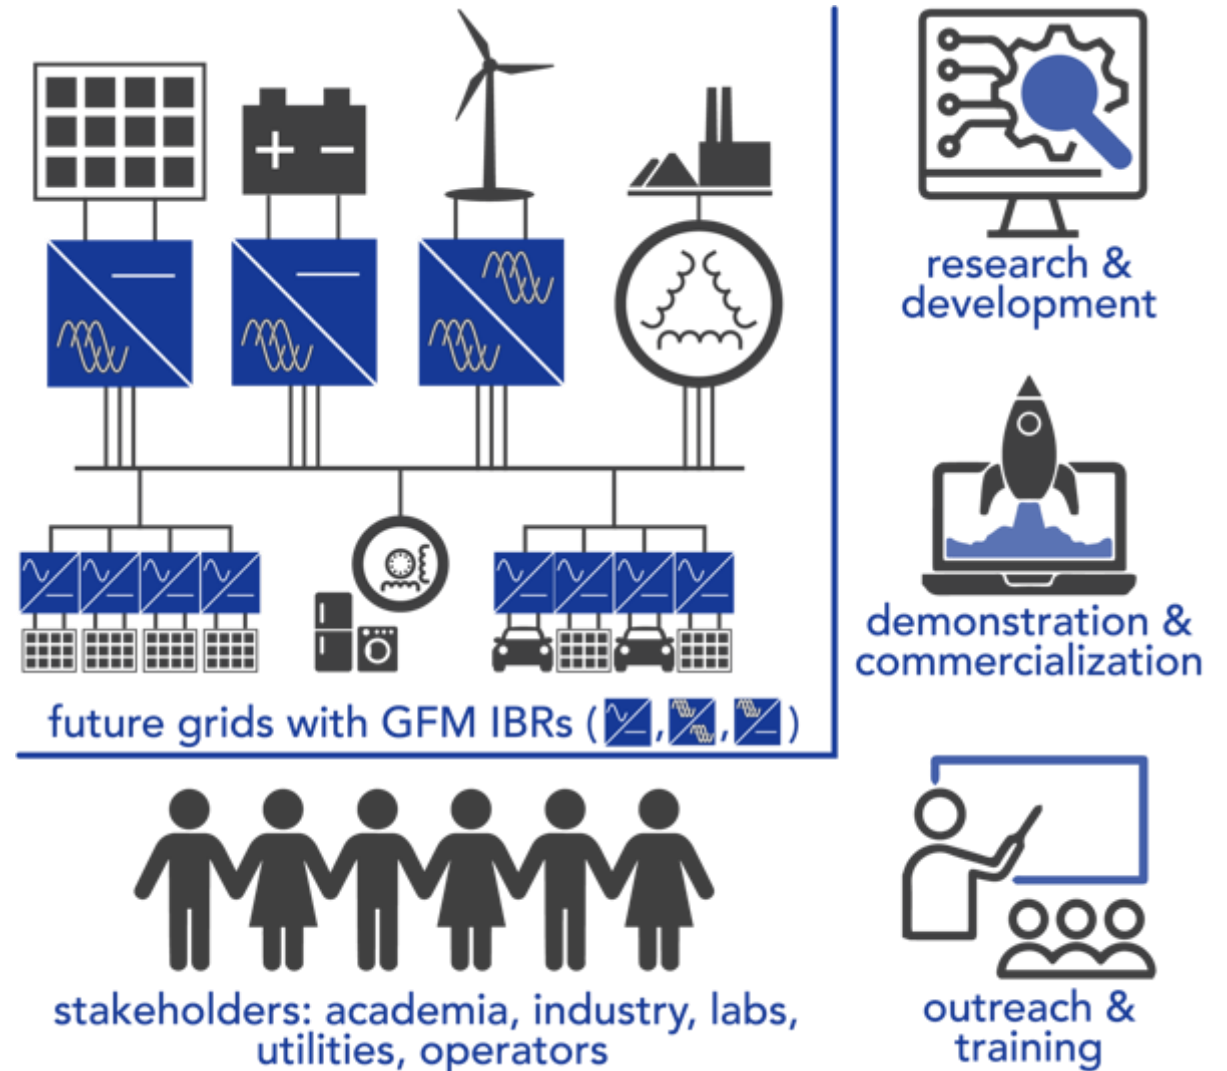 research &
development
demonstration &
commercialization
future grids with GFM IBRs ( , , )
stakeholders: academia, industry, labs,
utilities, operators
outreach &
training